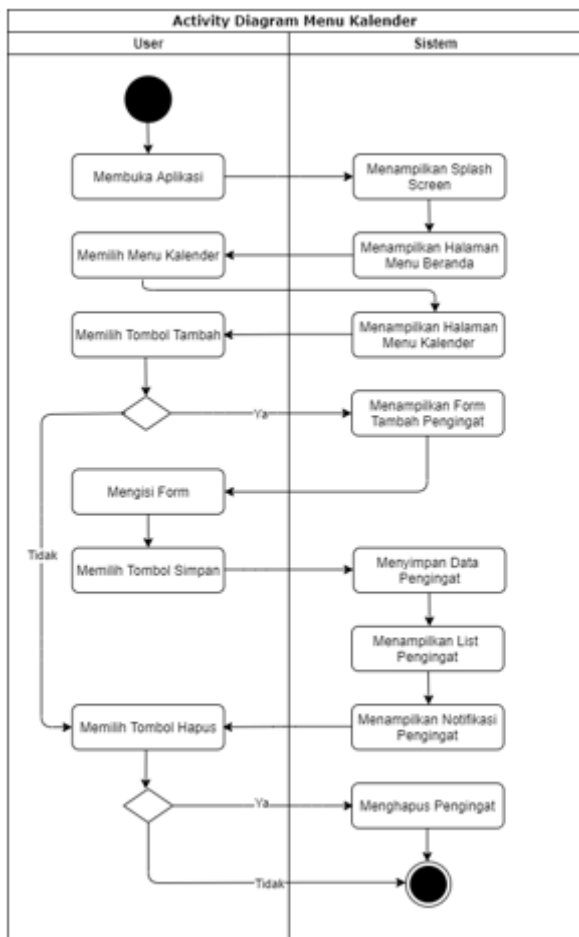 Activity Diagram Menu Kalender
User
Sistem
Membuka Aplikasi
Menampilkan Splash
Screen
Memilih Menu Kalender
Menampilkan Halaman
Menu Beranda
Memilih Tombol Tambah
Menampilkan Halaman
Menu Kalender
Ya
Menampilkan Form
Tambah Pengingat
Mengisi Form
Tidak
Memilih Tombol Simpan
Menyimpan Data
Pengingat
Menampilkan List
Pengingat
Memilih Tombol Hapus
Menampilkan Notifikasi
Pengingat
Ya
Menghapus Pengingat
Tidak